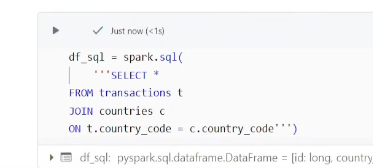 Just now (<1s)
df_sql = spark.sql(
'''SELECT *
FROM transactions t
JOIN countries c
ON t.country_code = c.country_code''')
df_sql: pyspark.sql.dataframe.DataFrame = [id: long, country